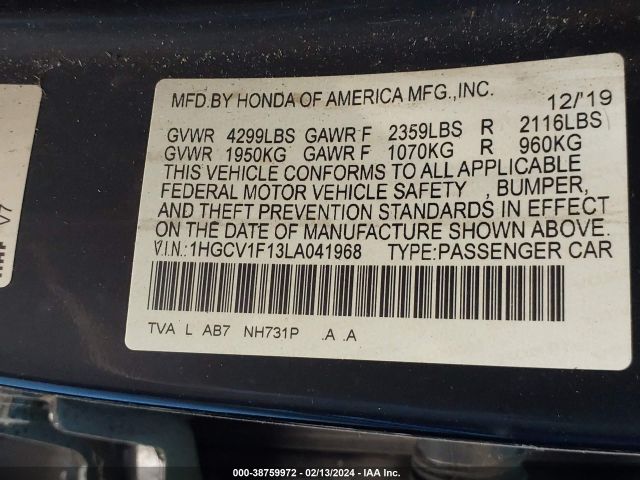 MFD.BY HONDA OF AMERICA MFG.,INC. 12/'19
GVWR 4299LBS GAWR F 2359LBS R 2116LBS
GVWR 1950KG GAWR F 1070KG R 960KG
THIS VEHICLE CONFORMS TO ALL APPLICABLE
FEDERAL MOTOR VEHICLE SAFETY , BUMPER,
AND THEFT PREVENTION STANDARDS IN EFFECT
ON THE DATE OF MANUFACTURE SHOWN ABOVE.
V.I.N.:1HGCV1F13LA041968 TYPE:PASSENGER CAR
TVA L AB7 NH731P .A .A
V7
000-38759972 - 02/13/2024 - IAA Inc.